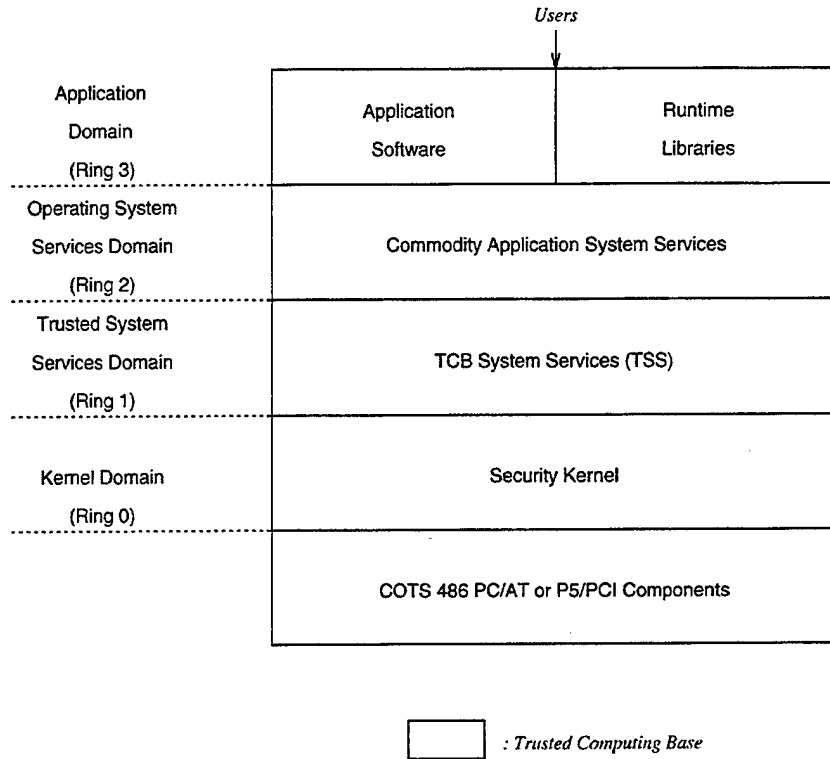 Users
Application
Domain
(Ring 3)
Application
Software
Runtime
Libraries
Operating System
Services Domain
(Ring 2)
Commodity Application System Services
Trusted System
Services Domain
(Ring 1)
TCB System Services (TSS)
Kernel Domain
(Ring 0)
Security Kernel
COTS 486 PC/AT or P5/PCI Components
: Trusted Computing Base